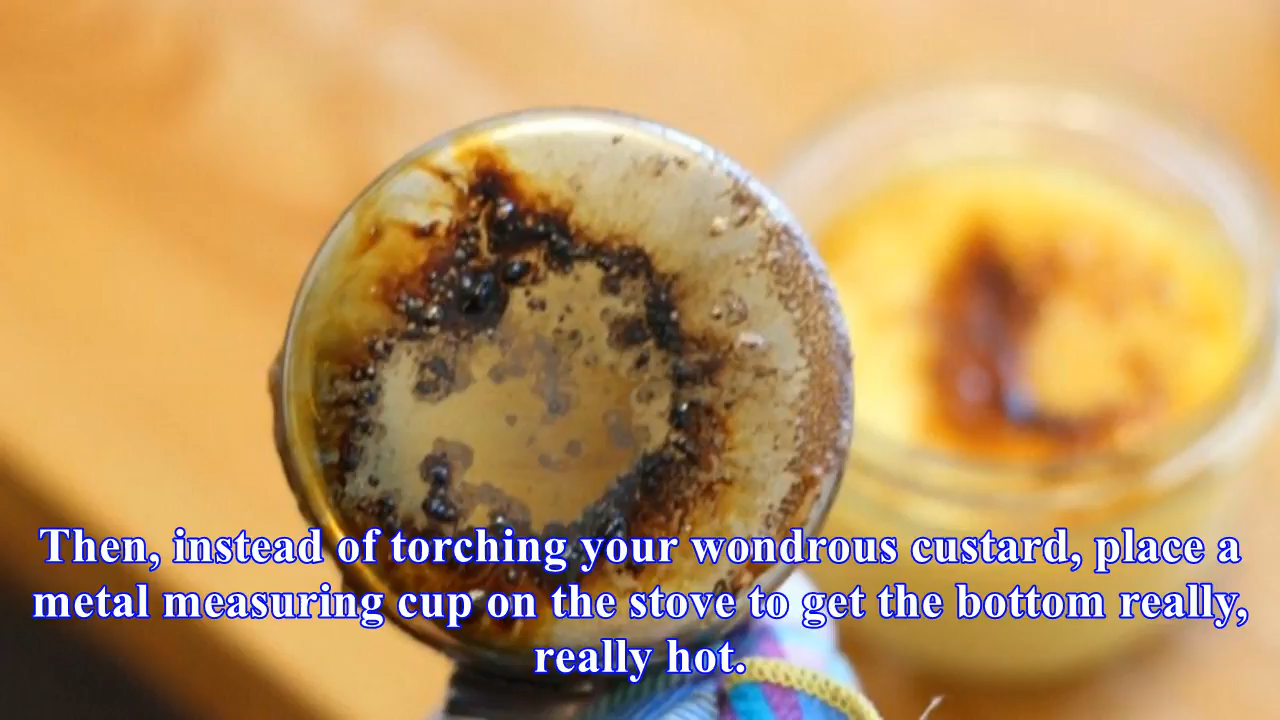 Then, instead of torching your wondrous custard, place a
metal measuring cup on the stove to get the bottom really,
really hot.